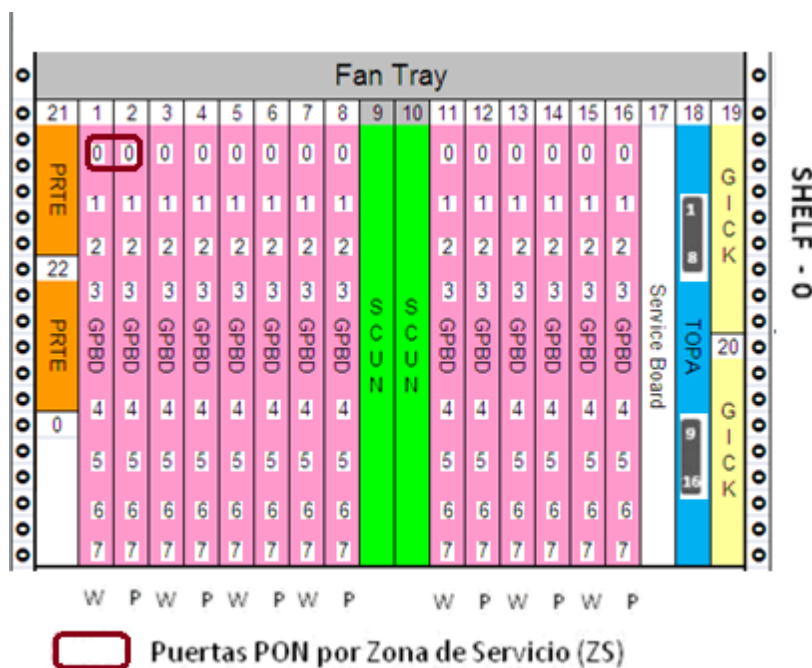 Fan Tray
21 1 2 3 4 5 6 7 8 9 10 11 12 13 14 15 16 17 18 19
0 0 0 0 0 0 0 0 0 0 0 0 0 0
PRTE
1 1 1 1 1 1 1 1 1 1 1 1 1 1
2 2 2 2 2 2 2 2 2 2 2 2 2 2
22
3 3 3 3 3 3 3 3 3 3 3 3 3 3
PRTE
GPBD GPBD GPBD GPBD GPBD GPBD GPBD GPBD
SCUN
SCUN
GPBD GPBD GPBD GPBD GPBD GPBD
Service Board
1
8
TOPA
9
16
GICK
20
GICK
0
4 4 4 4 4 4 4 4 4 4 4 4 4 4
5 5 5 5 5 5 5 5 5 5 5 5 5 5
6 6 6 6 6 6 6 6 6 6 6 6 6 6
7 7 7 7 7 7 7 7 7 7 7 7 7 7
W P W P W P W P W P W P W P
SHELF - 0
Puertas PON por Zona de Servicio (ZS)